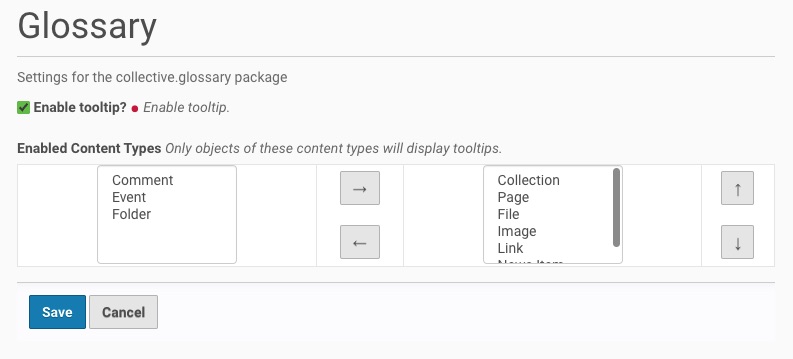 Glossary
Settings for the collective.glossary package
Enable tooltip? Enable tooltip.
Enabled Content Types Only objects of these content types will display tooltips.
Comment
Event
Folder
→
←
Collection
Page
File
Image
Link
↑
↓
Save
Cancel